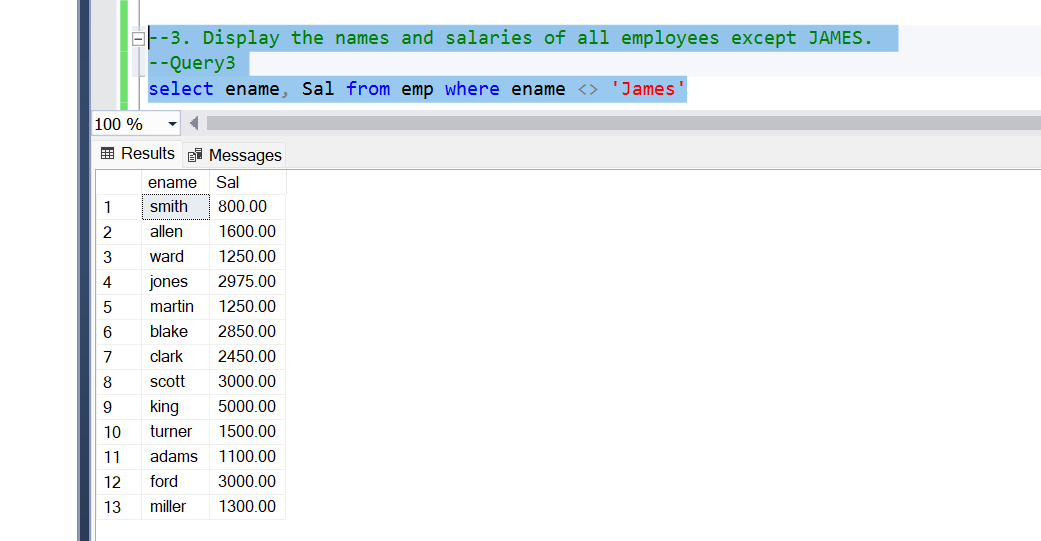 --3. Display the names and salaries of all employees except JAMES.
--Query3
select ename, Sal from emp where ename <> 'James'
100 %
Results Messages
ename Sal
1 smith 800.00
2 allen 1600.00
3 ward 1250.00
4 jones 2975.00
5 martin 1250.00
6 blake 2850.00
7 clark 2450.00
8 scott 3000.00
9 king 5000.00
10 turner 1500.00
11 adams 1100.00
12 ford 3000.00
13 miller 1300.00